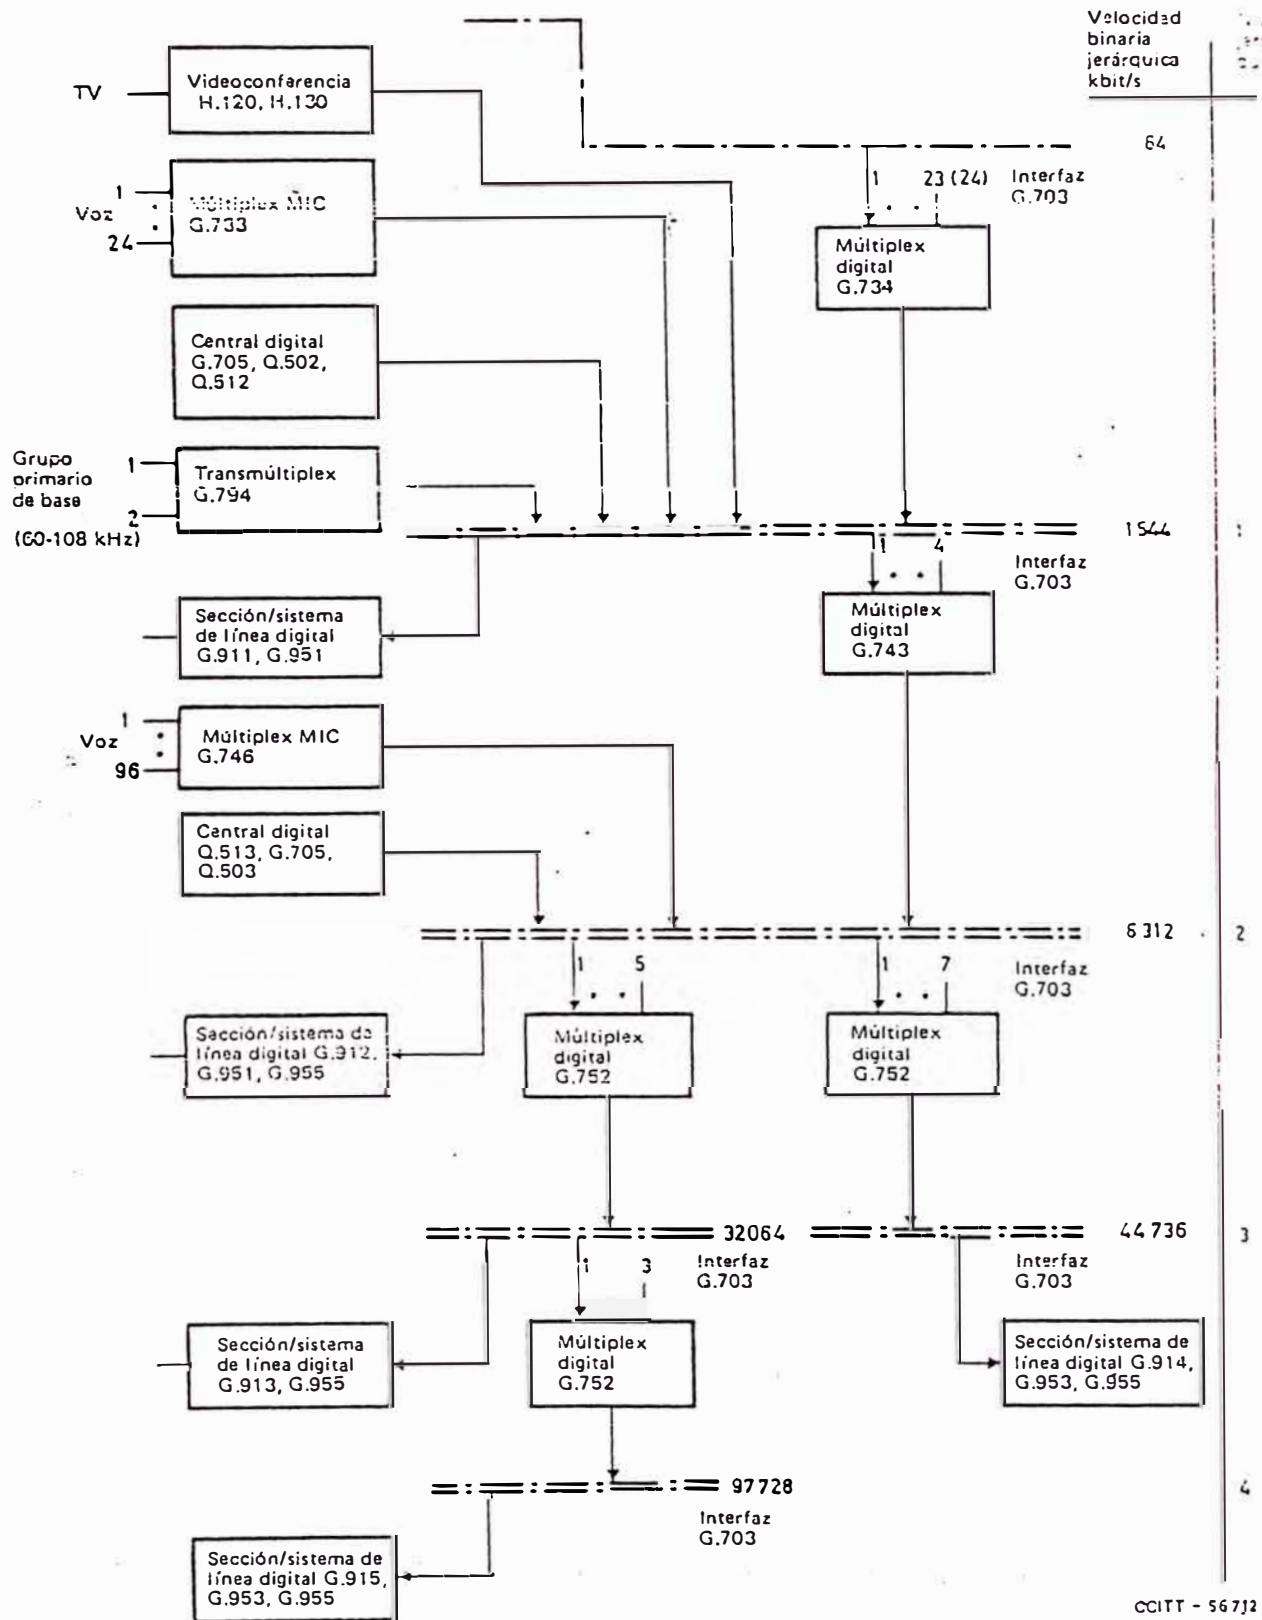 Velocidad
binaria
jerárquica
kbit/s
TV
Videoconferencia
H.120, H.130
64
1 23 (24)
Interfaz
G.703
Voz
1
24
Múltiplex MIC
G.733
Múltiplex
digital
G.734
Central digital
G.705, Q.502,
Q.512
Grupo
primario
de base
(60-108 kHz)
1
2
Transmúltiplex
G.794
1544
1
1 4
Interfaz
G.703
Sección/sistema
de línea digital
G.911, G.951
Múltiplex
digital
G.743
Voz
1
96
Múltiplex MIC
G.746
Central digital
Q.513, G.705,
Q.503
6 312
2
1 5
1 7
Interfaz
G.703
Sección/sistema de
línea digital G.912,
G.951, G.955
Múltiplex
digital
G.752
Múltiplex
digital
G.752
32064
44 736
3
1 3
Interfaz
G.703
Interfaz
G.703
Sección/sistema
de línea digital
G.913, G.955
Múltiplex
digital
G.752
Sección/sistema de
línea digital G.914,
G.953, G.955
97728
4
Interfaz
G.703
Sección/sistema de
línea digital G.915,
G.953, G.955